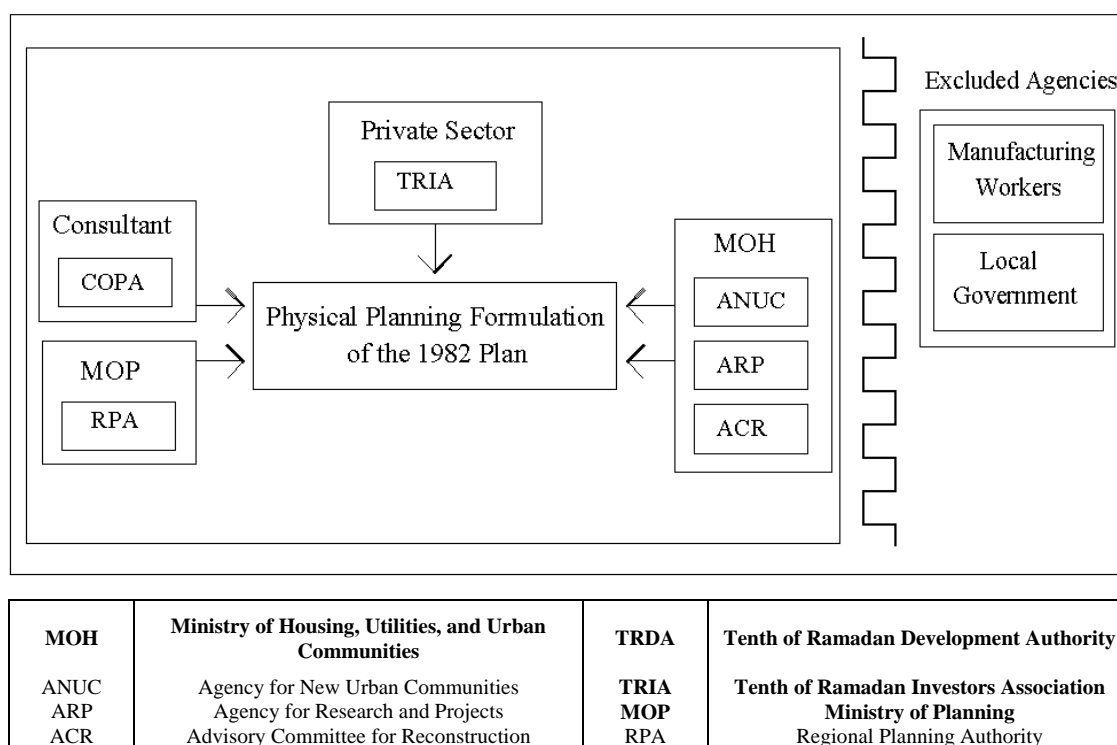 Excluded Agencies
Private Sector
TRIA
Manufacturing
Workers
Consultant
COPA
MOH
Local
Government
ANUC
Physical Planning Formulation
of the 1982 Plan
MOP
RPA
ARP
ACR
MOH Ministry of Housing, Utilities, and Urban
Communities TRDA Tenth of Ramadan Development Authority
ANUC Agency for New Urban Communities TRIA Tenth of Ramadan Investors Association
ARP Agency for Research and Projects MOP Ministry of Planning
ACR Advisory Committee for Reconstruction RPA Regional Planning Authority